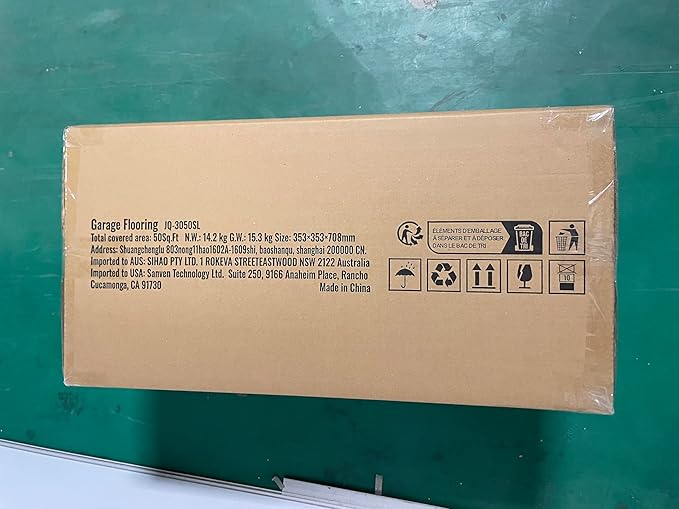 Garage Flooring JQ-3050SL
Total covered area: 50Sq.Ft N.W.: 14.2 kg G.W.: 15.3 kg Size: 353×353×708mm
Address: Shuangchenglu 803nong11hao1602A-1609shi, baoshanqu, shanghai 200000 CN.
Imported to AUS: SIHAO PTY LTD. 1 ROKEVA STREETEASTWOOD NSW 2122 Australia
Imported to USA: Sanven Technology Ltd. Suite 250, 9166 Anaheim Place, Rancho
Cucamonga, CA 91730 Made in China
ÉLÉMENTS D'EMBALLAGE
À SÉPARER ET À DÉPOSER
DANS LE BAC DE TRI
BAC
DE
TRI
10